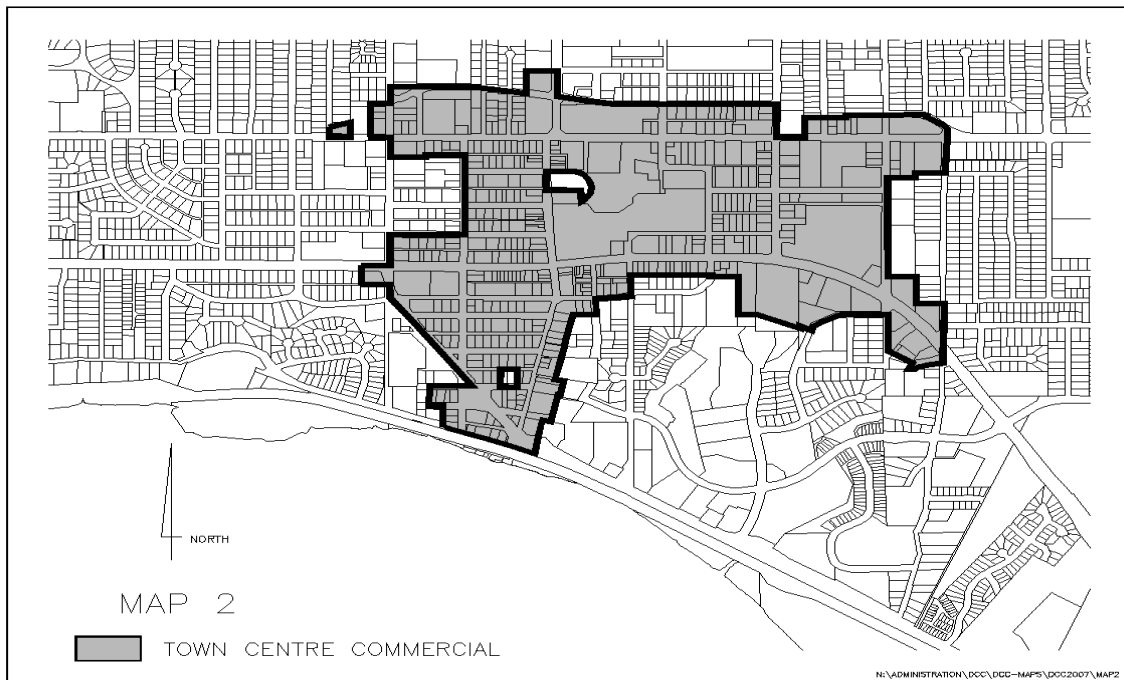 NORTH
MAP 2
TOWN CENTRE COMMERCIAL
N:\ADMINISTRATION\DCC\DCC-MAPS\DCC2007\MAP2